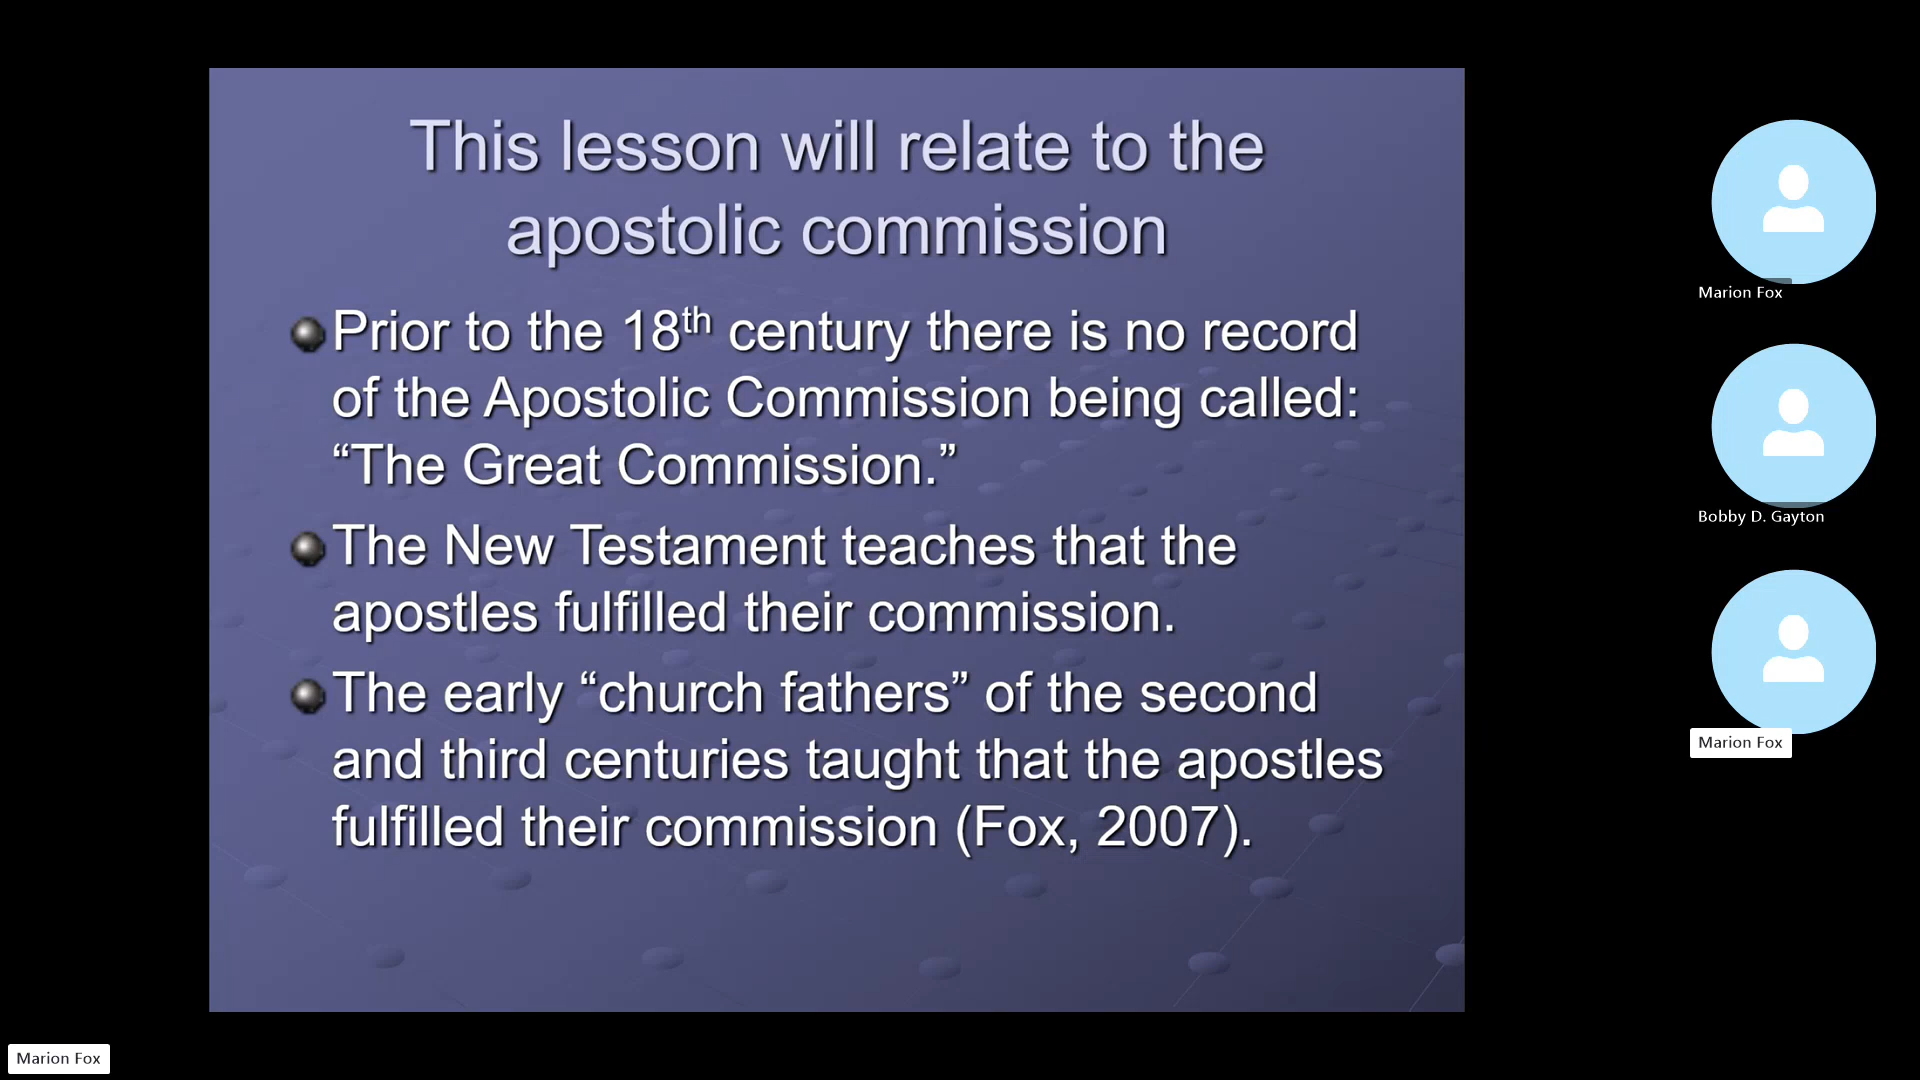 This lesson will relate to the
apostolic commission
Prior to the 18th century there is no record
of the Apostolic Commission being called:
“The Great Commission.”
The New Testament teaches that the
apostles fulfilled their commission.
The early “church fathers” of the second
and third centuries taught that the apostles
fulfilled their commission (Fox, 2007).
Marion Fox
Bobby D. Gayton
Marion Fox
Marion Fox